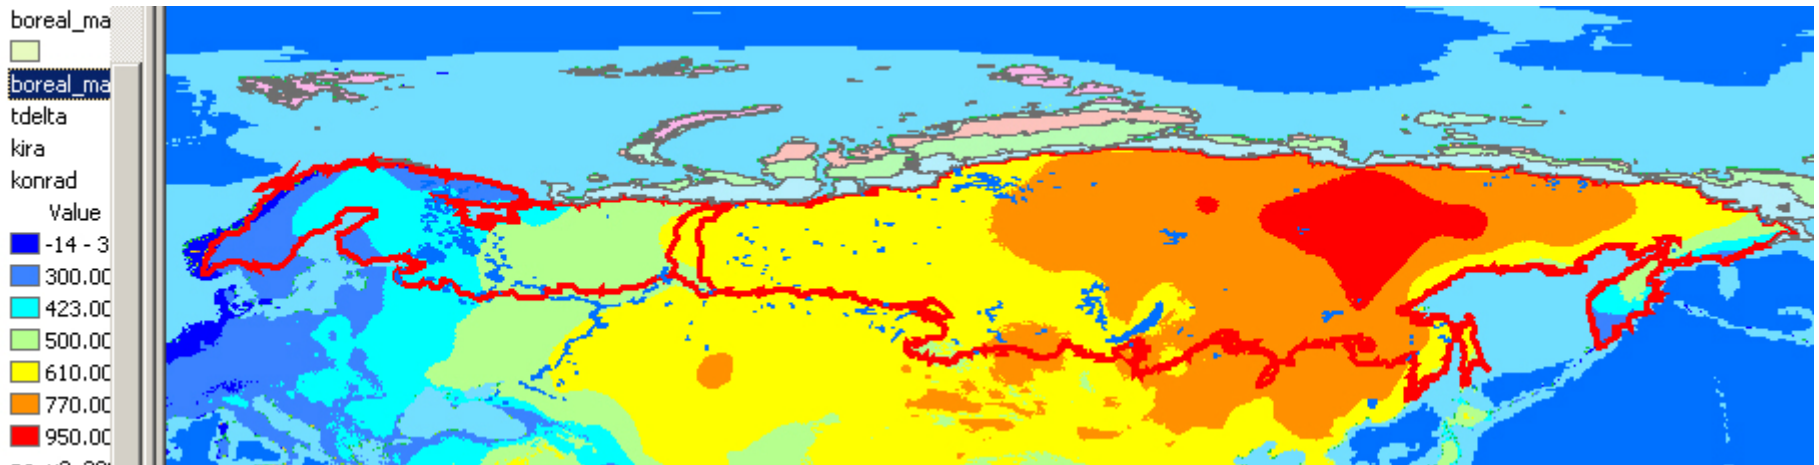 boreal_ma
boreal_ma
tdelta
kira
konrad
Value
-14 - 3
300.00
423.00
500.00
610.00
770.00
950.00